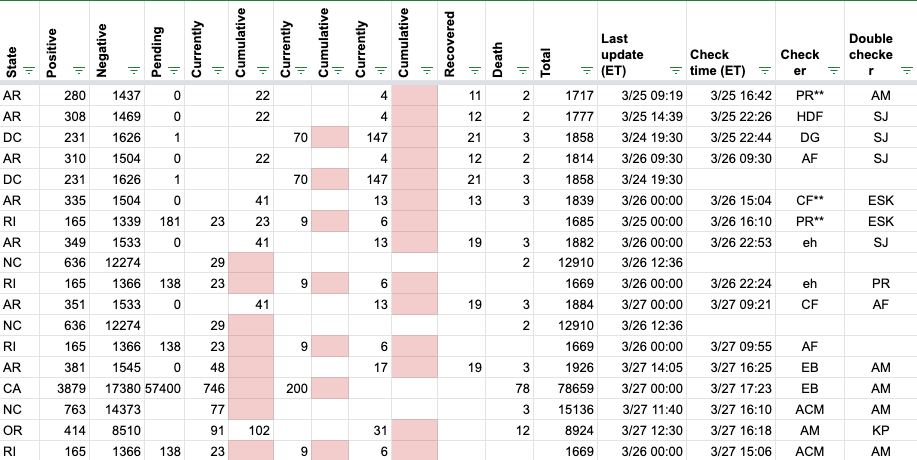 State Positive Negative Pending Currently Cumulative Currently Cumulative Currently Cumulative Recovered Death Total Last update (ET) Check time (ET) Check er Double checke r
AR 280 1437 0 22 4 11 2 1717 3/25 09:19 3/25 16:42 PR** AM
AR 308 1469 0 22 4 12 2 1777 3/25 14:39 3/25 22:26 HDF SJ
DC 231 1626 1 70 147 21 3 1858 3/24 19:30 3/25 22:44 DG SJ
AR 310 1504 0 22 4 12 2 1814 3/26 09:30 3/26 09:30 AF SJ
DC 231 1626 1 70 147 21 3 1858 3/24 19:30
AR 335 1504 0 41 13 13 3 1839 3/26 00:00 3/26 15:04 CF** ESK
RI 165 1339 181 23 23 9 6 1685 3/25 00:00 3/26 16:10 PR** ESK
AR 349 1533 0 41 13 19 3 1882 3/26 00:00 3/26 22:53 eh SJ
NC 636 12274 29 2 12910 3/26 12:36
RI 165 1366 138 23 9 6 1669 3/26 00:00 3/26 22:24 eh PR
AR 351 1533 0 41 13 19 3 1884 3/27 00:00 3/27 09:21 CF AF
NC 636 12274 29 2 12910 3/26 12:36
RI 165 1366 138 23 9 6 1669 3/26 00:00 3/27 09:55 AF
AR 381 1545 0 48 17 19 3 1926 3/27 14:05 3/27 16:25 EB AM
CA 3879 17380 57400 746 200 78 78659 3/27 00:00 3/27 17:23 EB AM
NC 763 14373 77 3 15136 3/27 11:40 3/27 16:10 ACM AM
OR 414 8510 91 102 31 12 8924 3/27 12:30 3/27 16:18 AM KP
RI 165 1366 138 23 9 6 1669 3/26 00:00 3/27 15:06 ACM AM